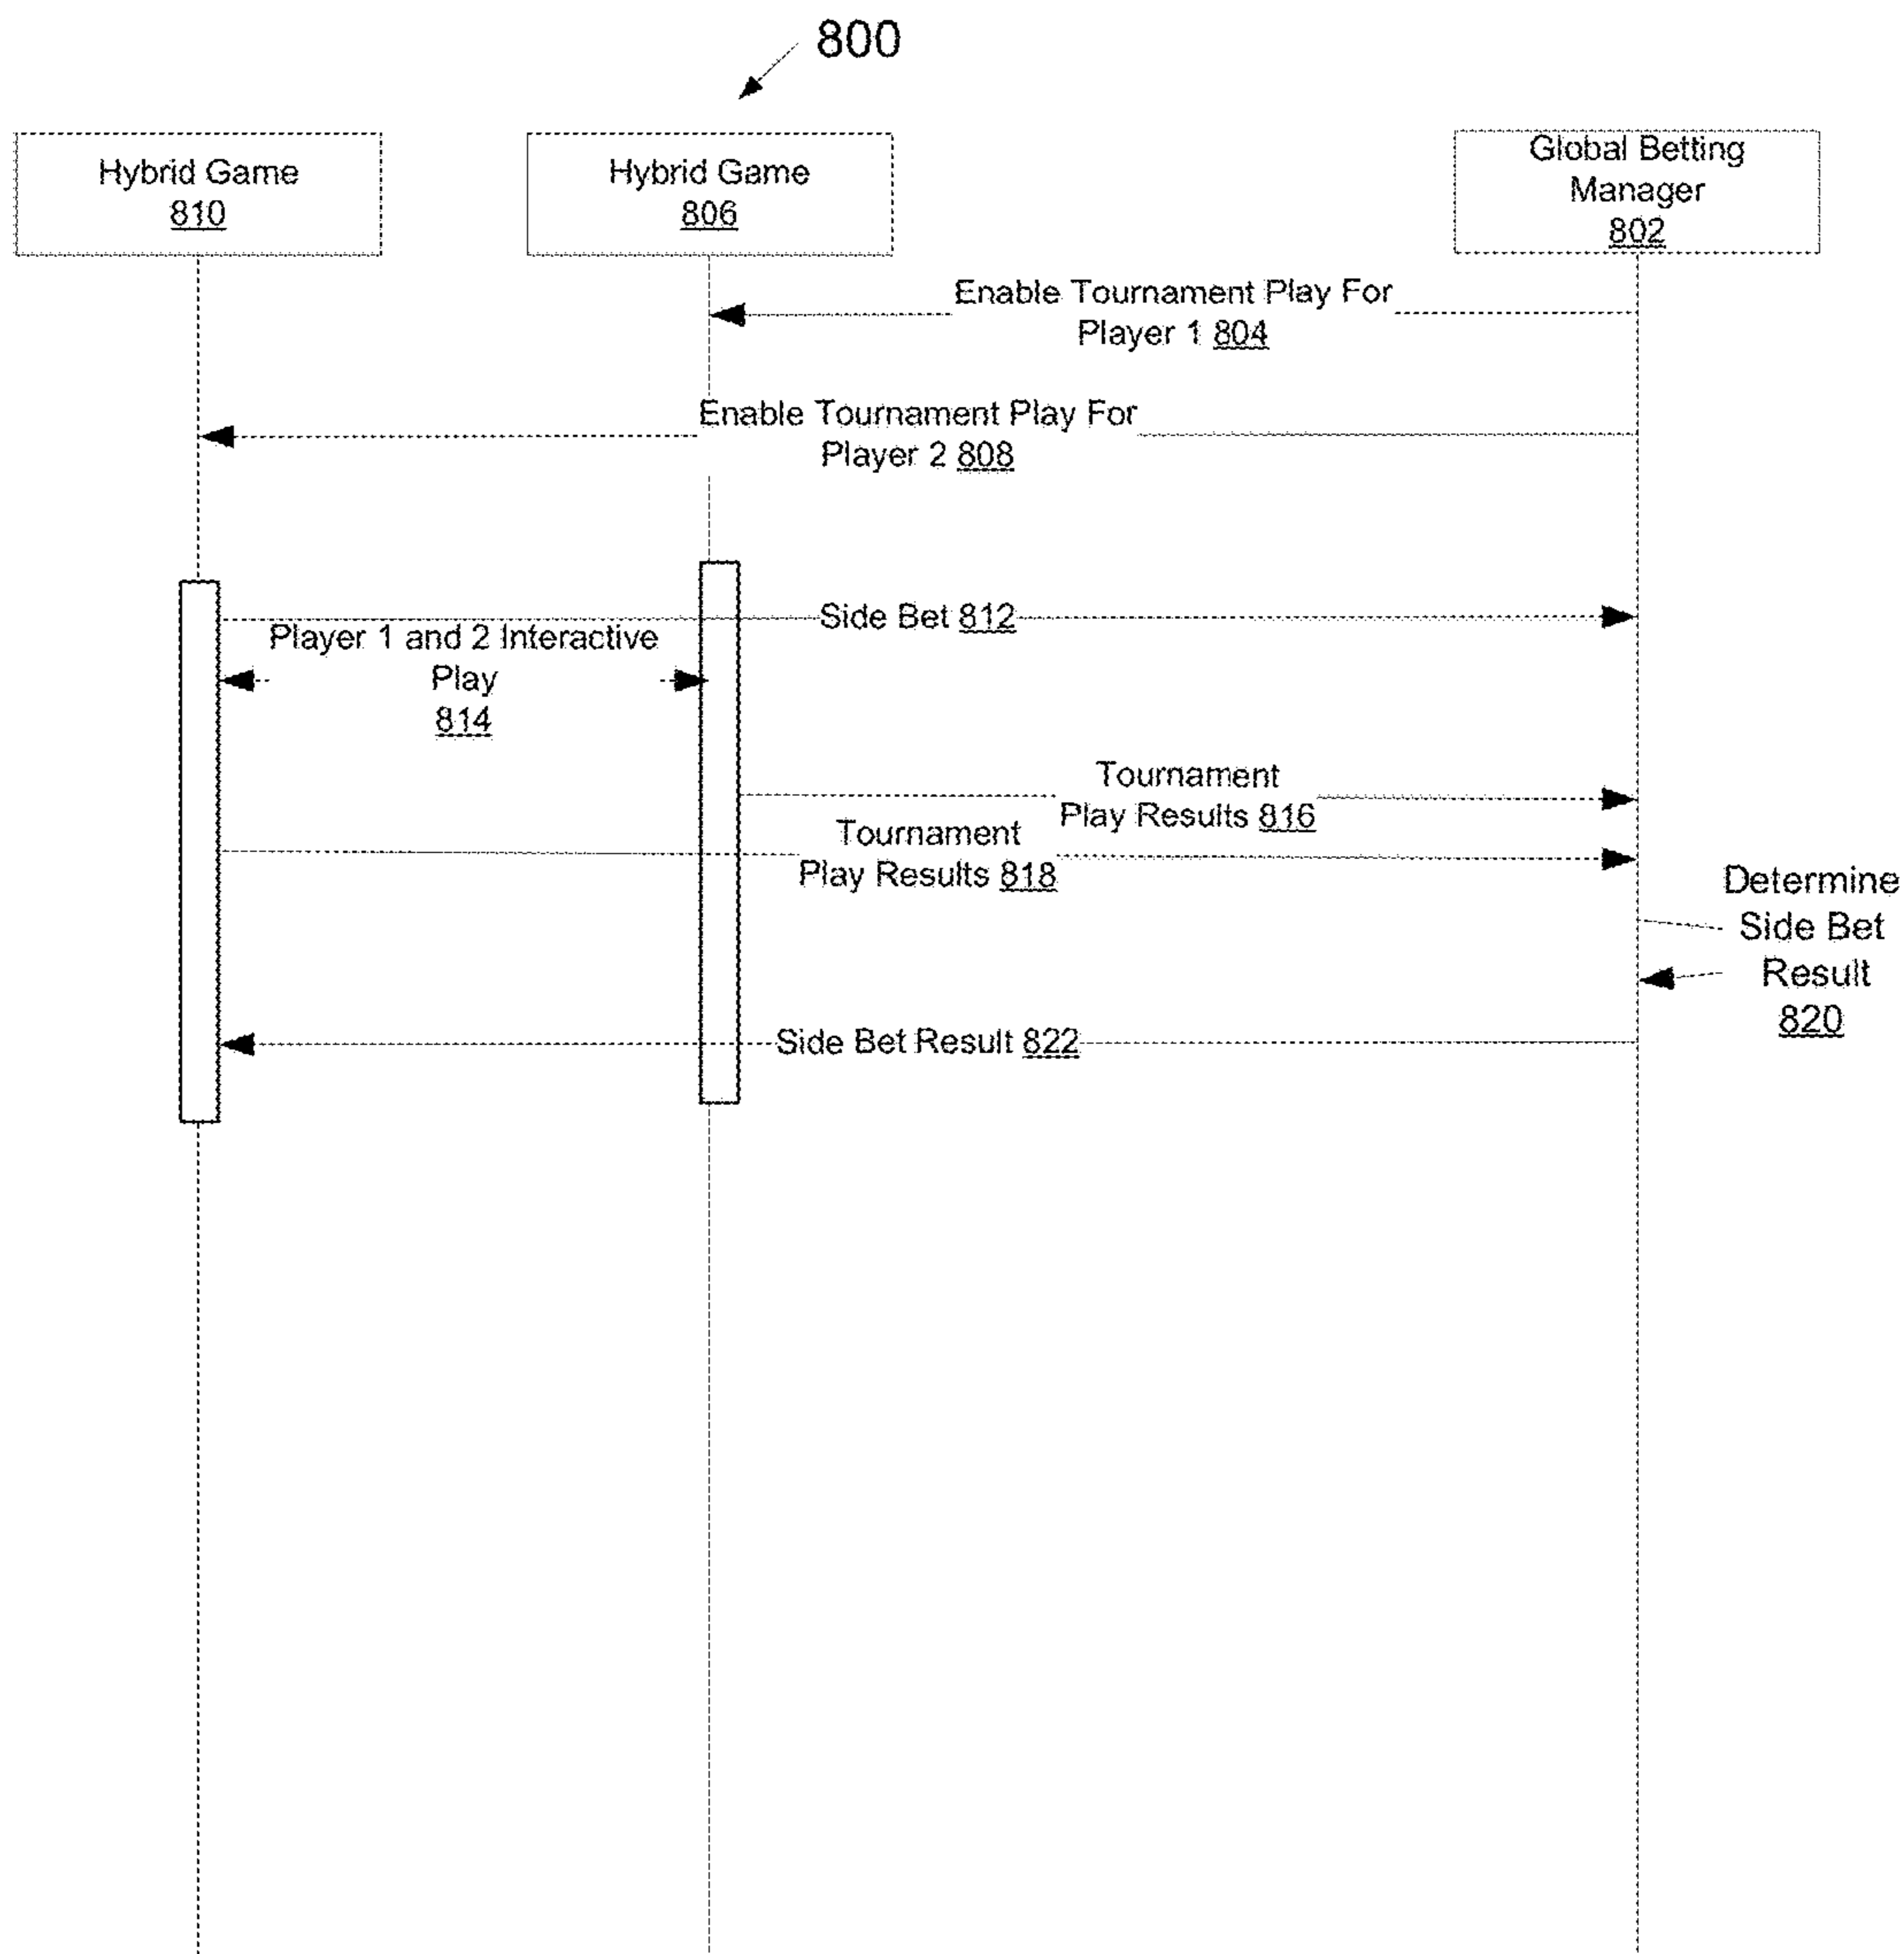 800
Hybrid Game
810
Hybrid Game
806
Global Betting
Manager
802
Enable Tournament Play For
Player 1 804
Enable Tournament Play For
Player 2 808
Side Bet 812
Player 1 and 2 Interactive
Play
814
Tournament
Play Results 816
Tournament
Play Results 818
Determine
Side Bet
Result
820
Side Bet Result 822